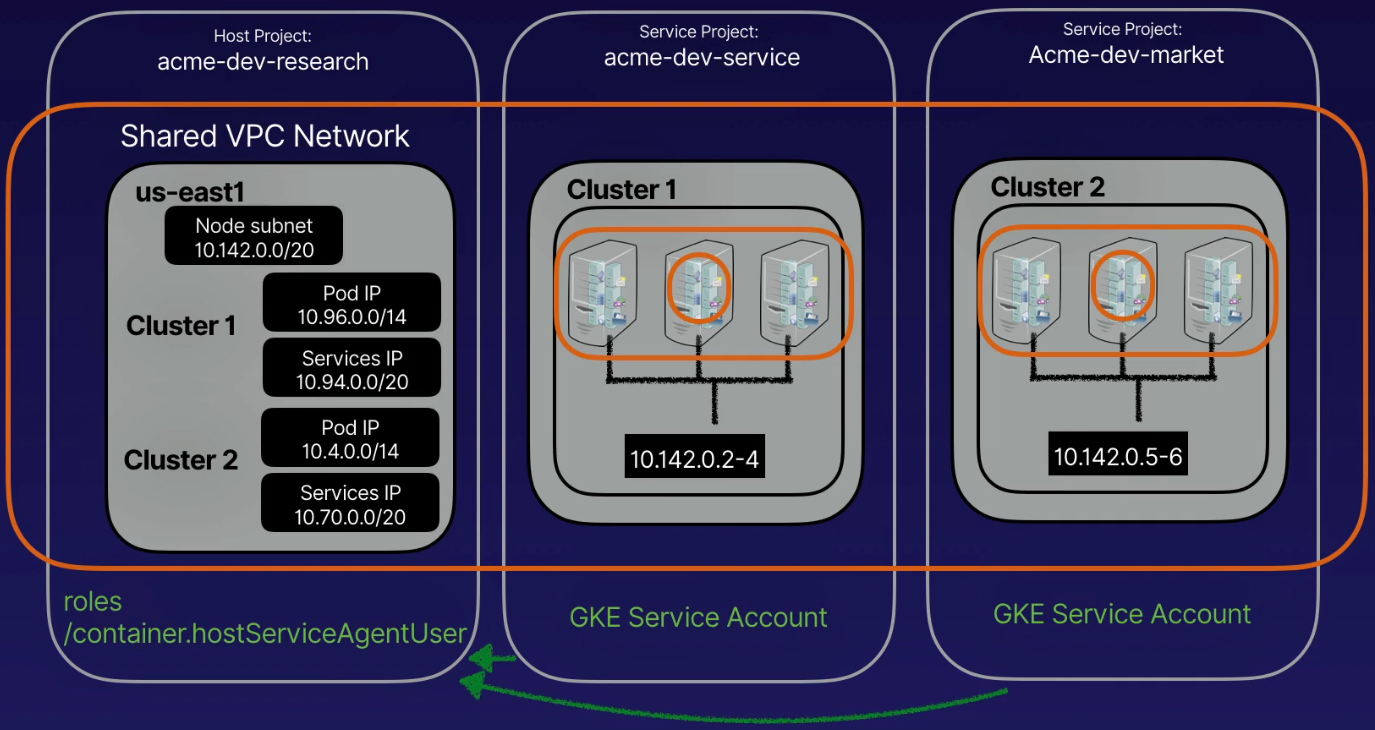 Host Project:
acme-dev-research
Shared VPC Network
us-east1
Node subnet
10.142.0.0/20
Cluster 1
Pod IP
10.96.0.0/14
Services IP
10.94.0.0/20
Cluster 2
Pod IP
10.4.0.0/14
Services IP
10.70.0.0/20
roles
/container.hostServiceAgentUser
Service Project:
acme-dev-service
Cluster 1
10.142.0.2-4
GKE Service Account
Service Project:
Acme-dev-market
Cluster 2
10.142.0.5-6
GKE Service Account